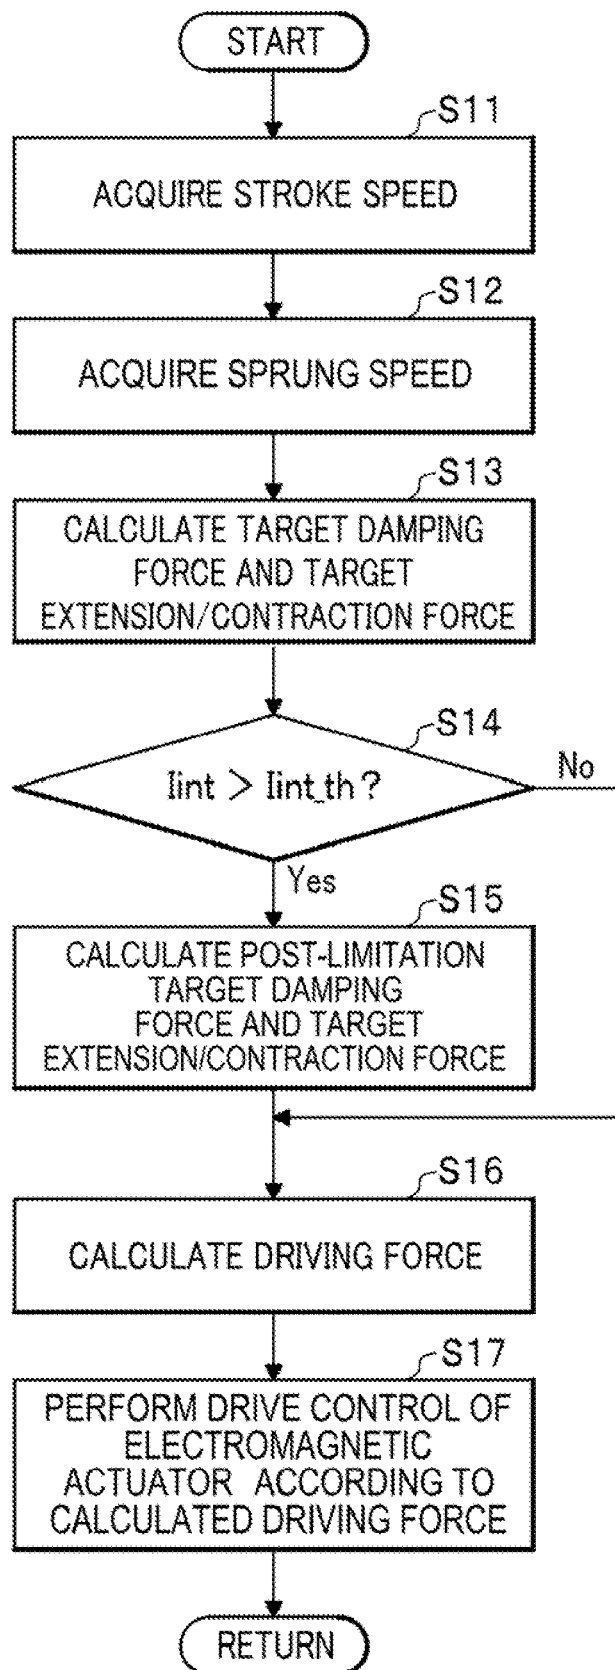 START
S11
ACQUIRE STROKE SPEED
S12
ACQUIRE SPRUNG SPEED
S13
CALCULATE TARGET DAMPING
FORCE AND TARGET
EXTENSION/CONTRACTION FORCE
S14
Iint > Iint_th?
No
Yes
S15
CALCULATE POST-LIMITATION
TARGET DAMPING
FORCE AND TARGET
EXTENSION/CONTRACTION FORCE
S16
CALCULATE DRIVING FORCE
S17
PERFORM DRIVE CONTROL OF
ELECTROMAGNETIC
ACTUATOR ACCORDING TO
CALCULATED DRIVING FORCE
RETURN